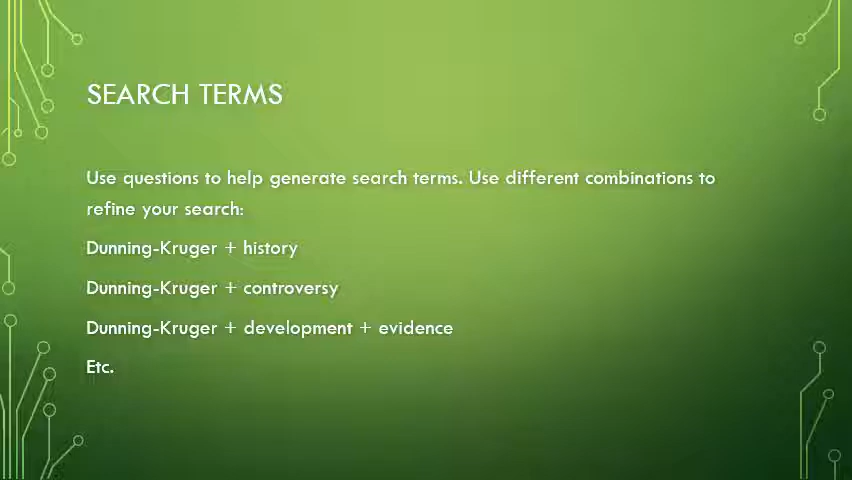 SEARCH TERMS
Use questions to help generate search terms. Use different combinations to
refine your search:
Dunning-Kruger + history
Dunning-Kruger + controversy
Dunning-Kruger + development + evidence
Etc.